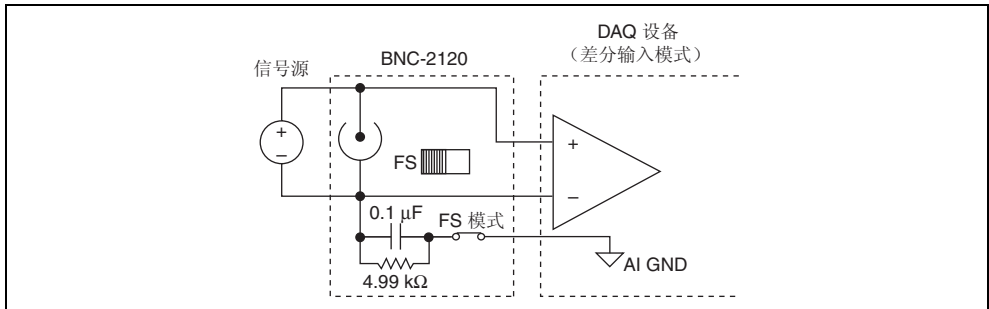 DAQ 设备
（差分输入模式）
BNC-2120
信号源
+
–
FS
+
–
0.1 μF
FS 模式
4.99 kΩ
AI GND